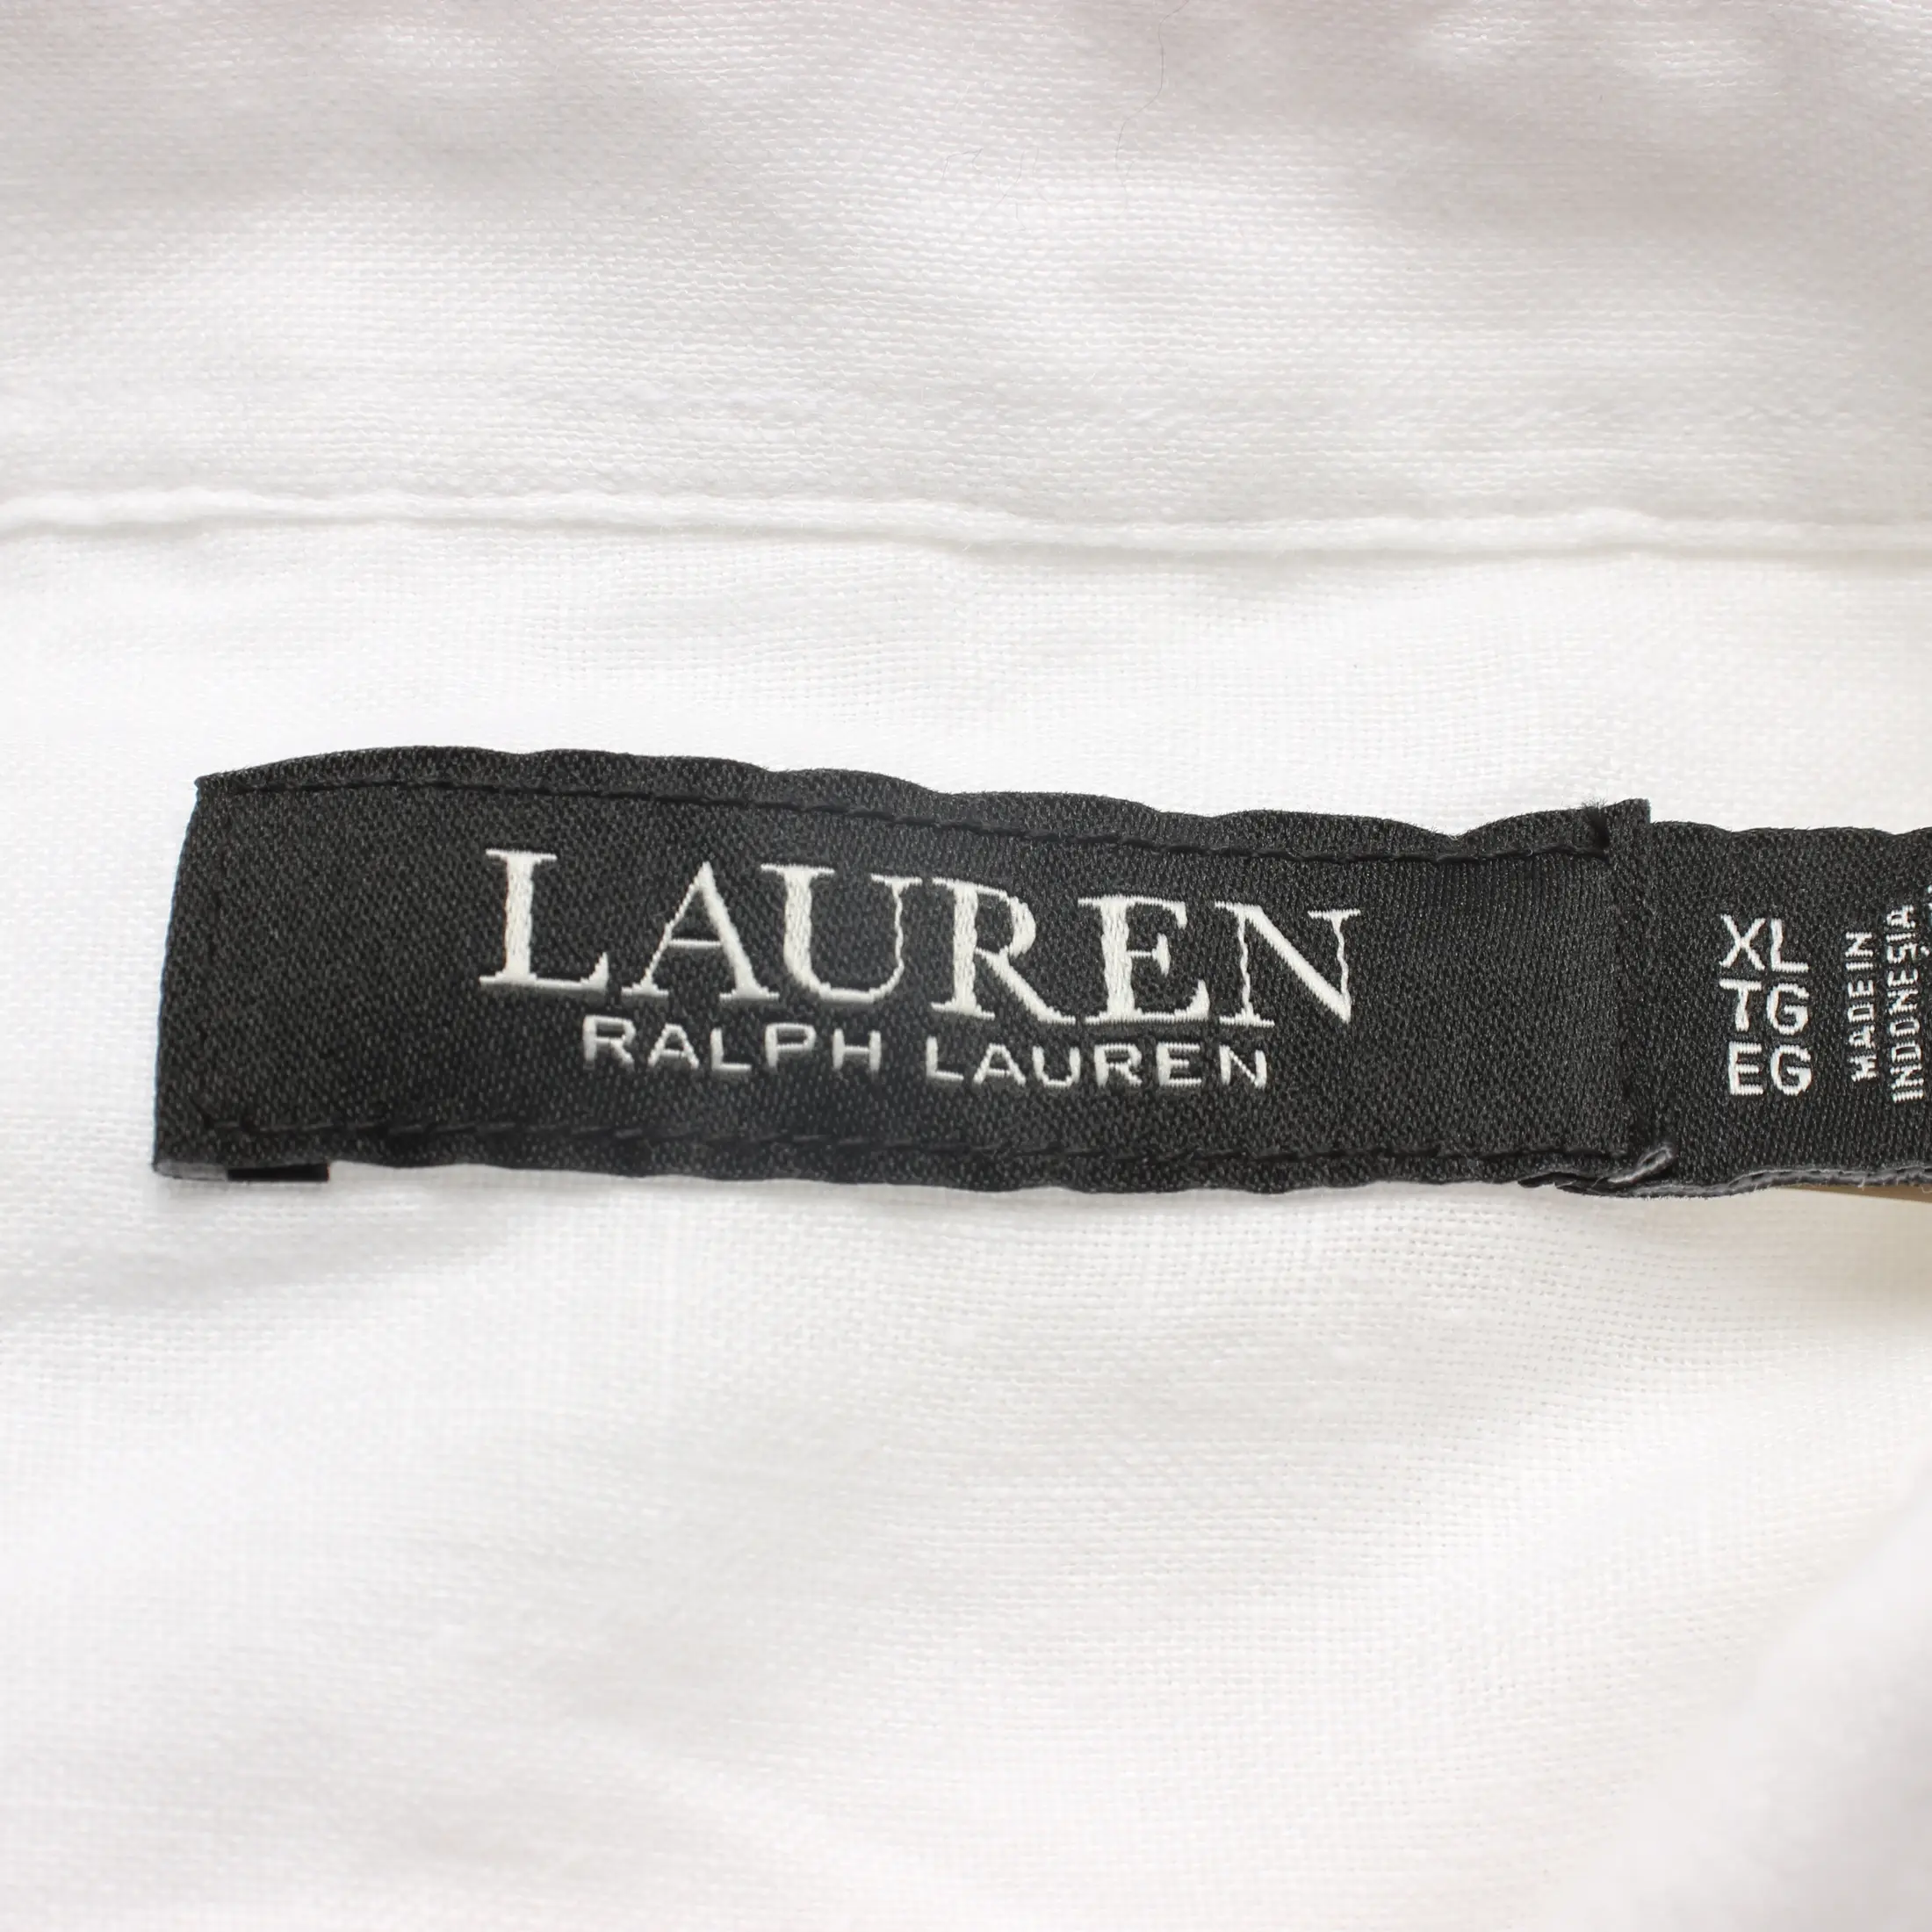 LAUREN
RALPH LAUREN
XL
TG
EG
MADE IN
INDONESIA